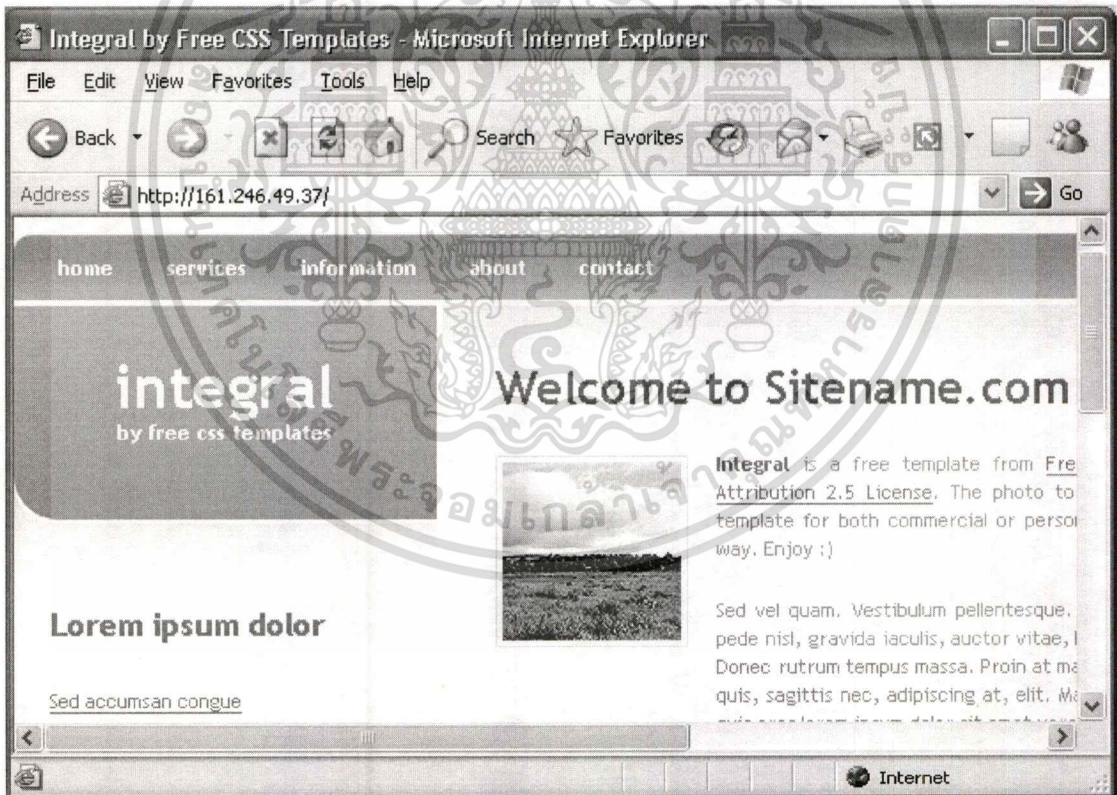 Integral by Free CSS Templates - Microsoft Internet Explorer
File Edit View Favorites Tools Help
Back Search Favorites
Address http://161.246.49.37/ Go
home services information about contact
integral
by free css templates
Welcome to Sitename.com
Integral is a free template from Fre
Attribution 2.5 License. The photo to
template for both commercial or person
way. Enjoy :)
Lorem ipsum dolor
Sed vel quam. Vestibulum pellentesque.
pede nisl, gravida iaculis, auctor vitae,
Donec rutrum tempus massa. Proin at ma
quis, sagittis nec, adipiscing at, elit. Ma
Sed accumsan congue
Internet